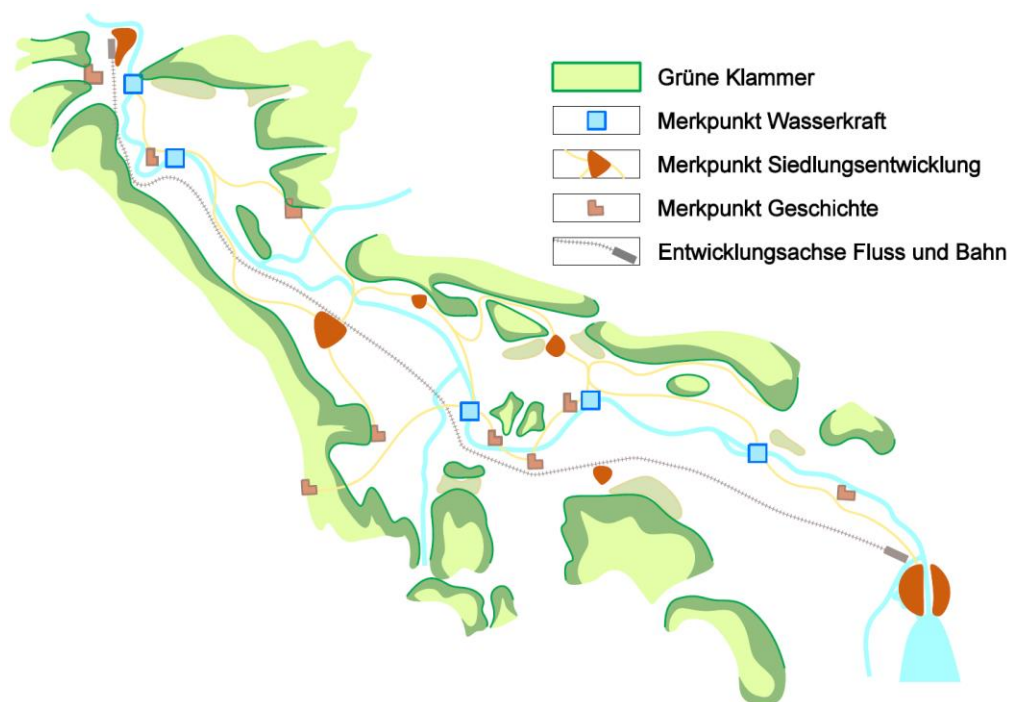 Grüne Klammer
Merkpunkt Wasserkraft
Merkpunkt Siedlungsentwicklung
Merkpunkt Geschichte
Entwicklungsachse Fluss und Bahn